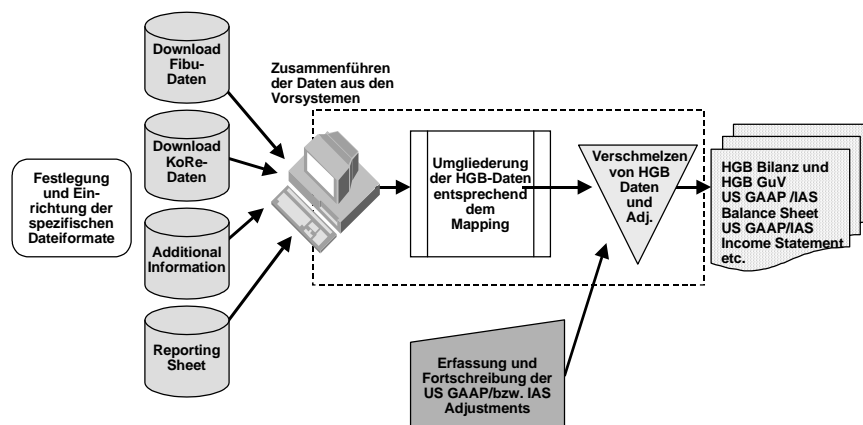 Download
Fibu-
Daten
Zusammenführen
der Daten aus den
Vorsystemen
Download
KoRe-
Daten
Festlegung
und Ein-
richtung der
spezifischen
Dateiformate
Additional
Information
Reporting
Sheet
Umgliederung
der HGB-Daten
entsprechend
dem
Mapping
Verschmelzen
von HGB
Daten
und
Adj.
HGB Bilanz und
HGB GuV
US GAAP /IAS
Balance Sheet
US GAAP/IAS
Income Statement
etc.
Erfassung und
Fortschreibung der
US GAAP/bzw. IAS
Adjustments